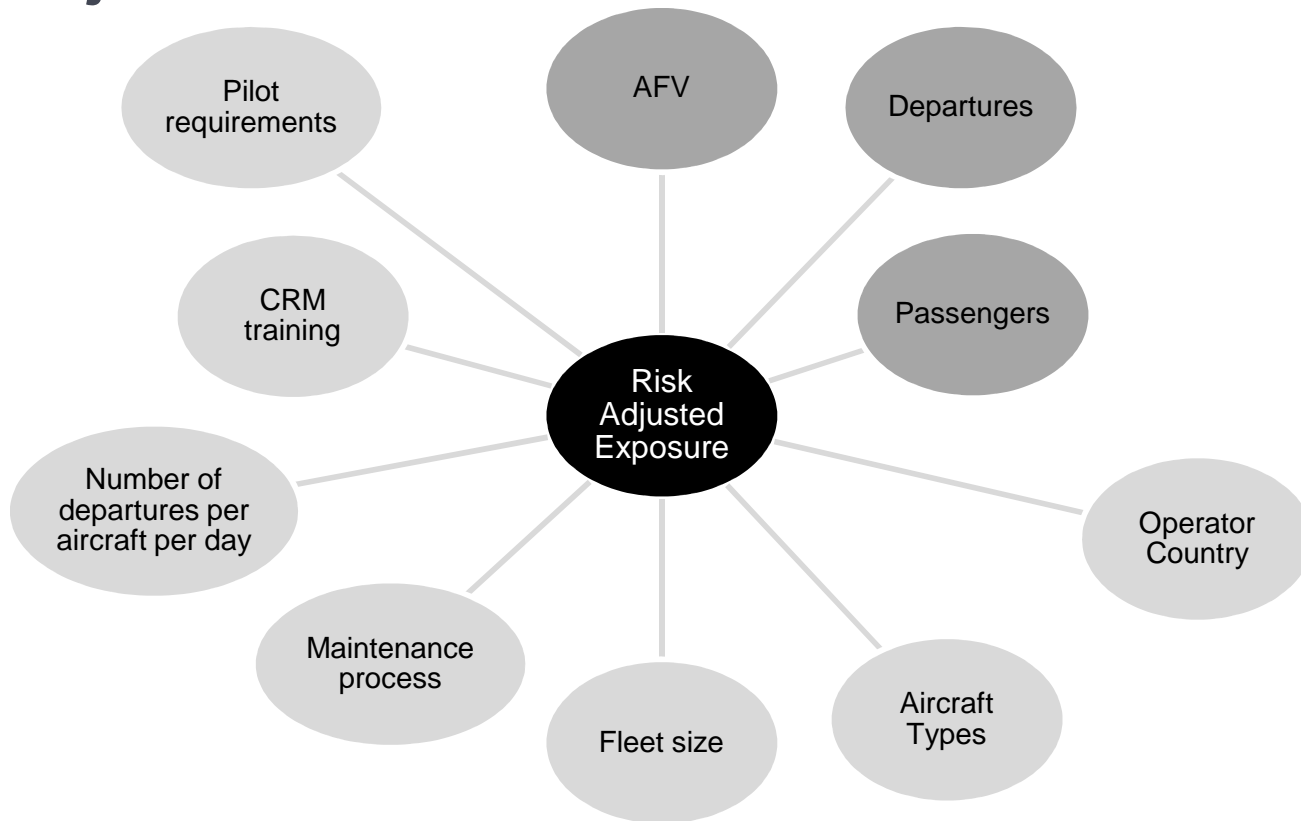 Pilot
requirements
AFV
Departures
CRM
training
Passengers
Risk
Adjusted
Exposure
Number of
departures per
aircraft per day
Operator
Country
Maintenance
process
Fleet size
Aircraft
Types